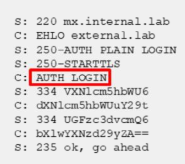 S: 220 mx.internal.lab
C: EHLO external.lab
S: 250-AUTH PLAIN LOGIN
S: 250-STARTTLS
C: AUTH LOGIN
S: 334 VXNlcm5hbWU6
C: dXNlcm5hbWUuY29t
S: 334 UGFzc3dvcmQ6
C: bXlwYXNzd29yZA==
S: 235 ok, go ahead